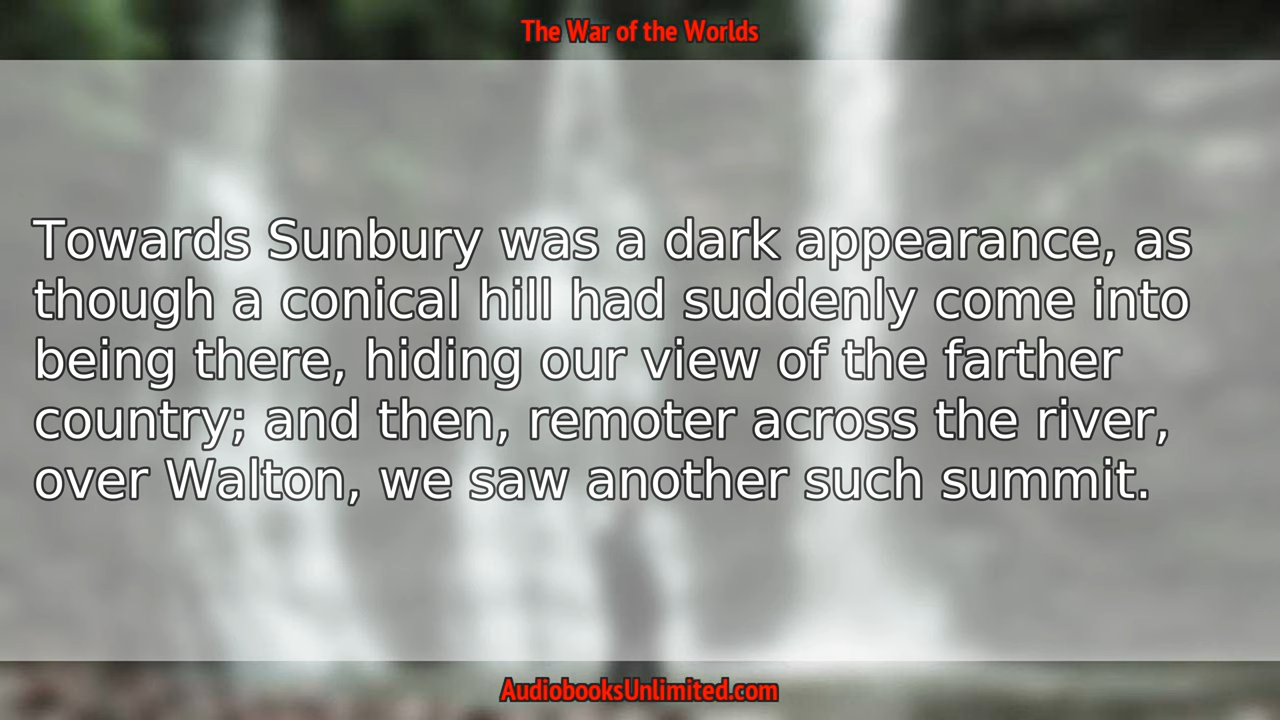 The War of the Worlds
Towards Sunbury was a dark appearance, as
though a conical hill had suddenly come into
being there, hiding our view of the farther
country; and then, remoter across the river,
over Walton, we saw another such summit.
AudiobooksUnlimited.com